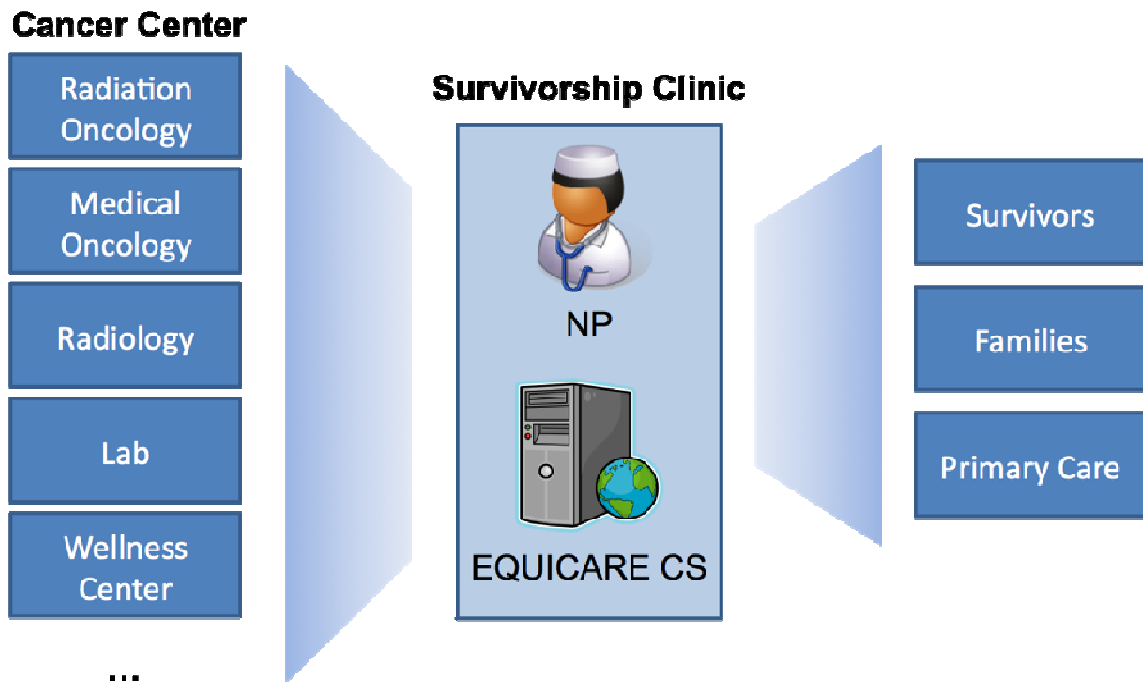 Cancer Center
Radiation
Oncology
Medical
Oncology
Radiology
Lab
Wellness
Center
...
Survivorship Clinic
NP
EQUICARE CS
Survivors
Families
Primary Care